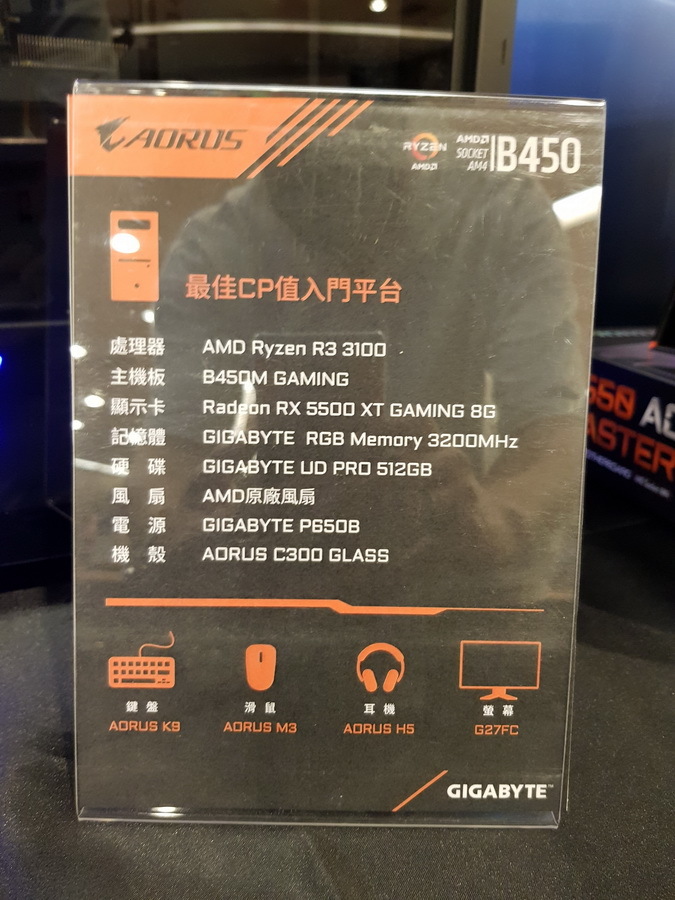 AORUS
RYZEN
AMD
AMD
SOCKET
AM4
B450
最佳CP值入門平台
處理器 AMD Ryzen R3 3100
主機板 B450M GAMING
顯示卡 Radeon RX 5500 XT GAMING 8G
記憶體 GIGABYTE RGB Memory 3200MHz
硬 碟 GIGABYTE UD PRO 512GB
風 扇 AMD原廠風扇
電 源 GIGABYTE P650B
機 殼 AORUS C300 GLASS
鍵 盤
AORUS K9
滑 鼠
AORUS M3
耳 機
AORUS H5
螢 幕
G27FC
GIGABYTE™
550 AO
ASTER